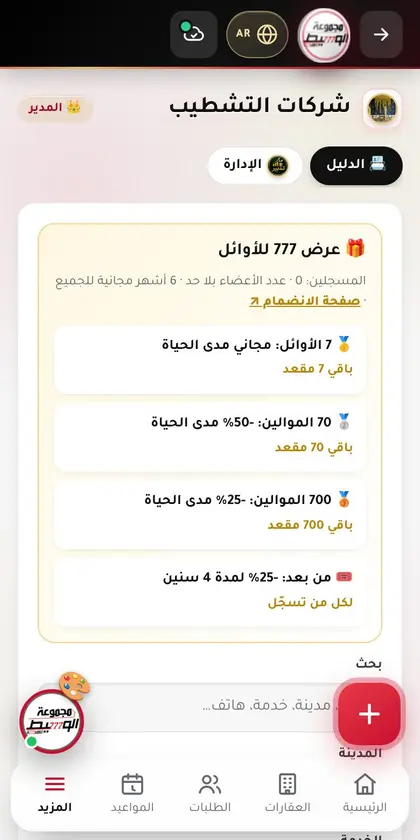 AR
مجموعة
الوسيط
شركات التشطيب
المدير
الدليل
الإدارة
عرض 777 للأوائل
المسجلين: 0 · عدد الأعضاء بلا حد · 6 أشهر مجانية للجميع
· صفحة الانضمام ↗
7 الأوائل: مجاني مدى الحياة
باقي 7 مقعد
70 الموالين: -50% مدى الحياة
باقي 70 مقعد
700 الموالين: -25% مدى الحياة
باقي 700 مقعد
من بعد: -25% لمدة 4 سنين
لكل من تسجّل
بحث
مدينة، خدمة، هاتف...
المدينة
مجموعة
الو777سيط
الرئيسية
العقارات
الطلبات
المواعيد
المزيد